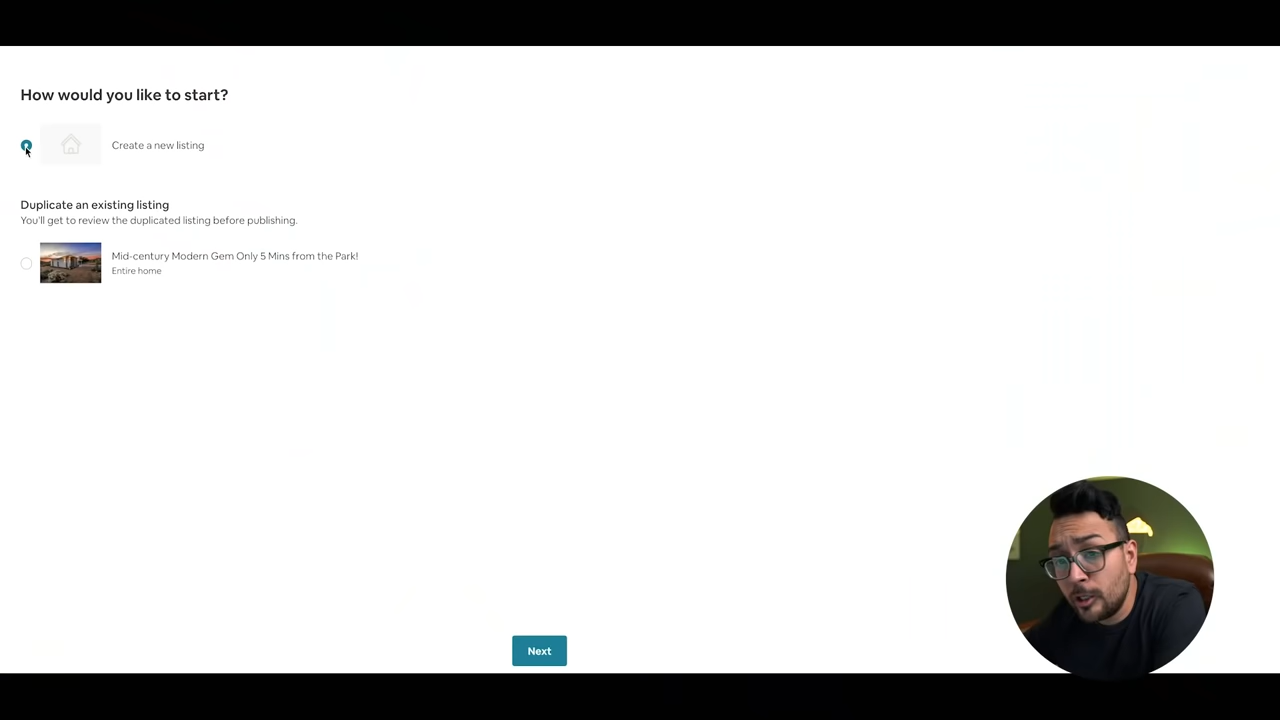 How would you like to start?
Create a new listing
Duplicate an existing listing
You'll get to review the duplicated listing before publishing.
Mid-century Modern Gem Only 5 Mins from the Park!
Entire home
Next